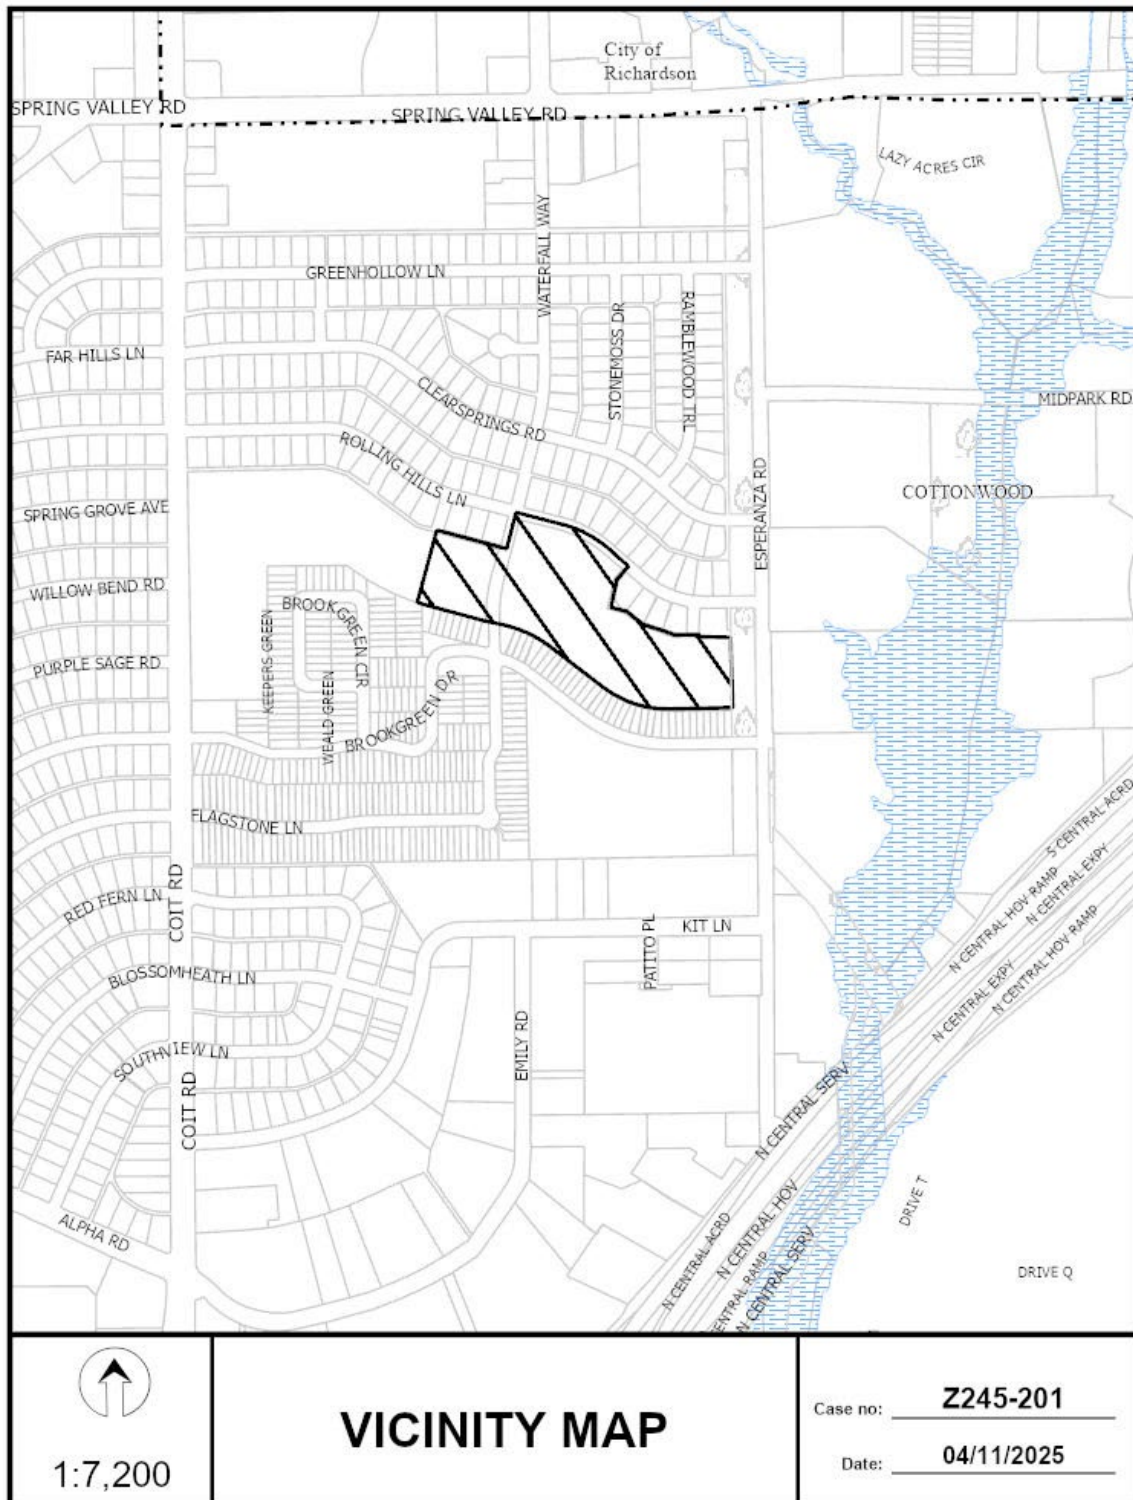 City of
Richardson
SPRING VALLEY RD
SPRING VALLEY RD
LAZY ACRES CIR
WATERFALL WAY
GREENHOLLOW LN
STONEMOSS DR
RAMBLEWOOD TRL
FAR HILLS LN
CLEARSPRINGS RD
MIDPARK RD
ROLLING HILLS LN
ESPERANZA RD
COTTONWOOD
SPRING GROVE AVE
WILLOW BEND RD
BROOKGREEN CIR
KEEPERS GREEN
PURPLE SAGE RD
WEALD GREEN
BROOKGREEN DR
FLAGSTONE LN
S CENTRAL ACRD
N CENTRAL EXPY
N CENTRAL HOV RAMP
COIT RD
RED FERN LN
KIT LN
PATITO PL
N CENTRAL HOV RAMP
N CENTRAL EXPY
BLOSSOMHEATH LN
EMILY RD
SOUTHVIEW LN
COIT RD
N CENTRAL SERV
DRIVE T
ALPHA RD
N CENTRAL ACRD
N CENTRAL HOV
CENTRAL RAMP
N CENTRAL SERV
DRIVE Q
1:7,200
VICINITY MAP
Case no: Z245-201
Date: 04/11/2025